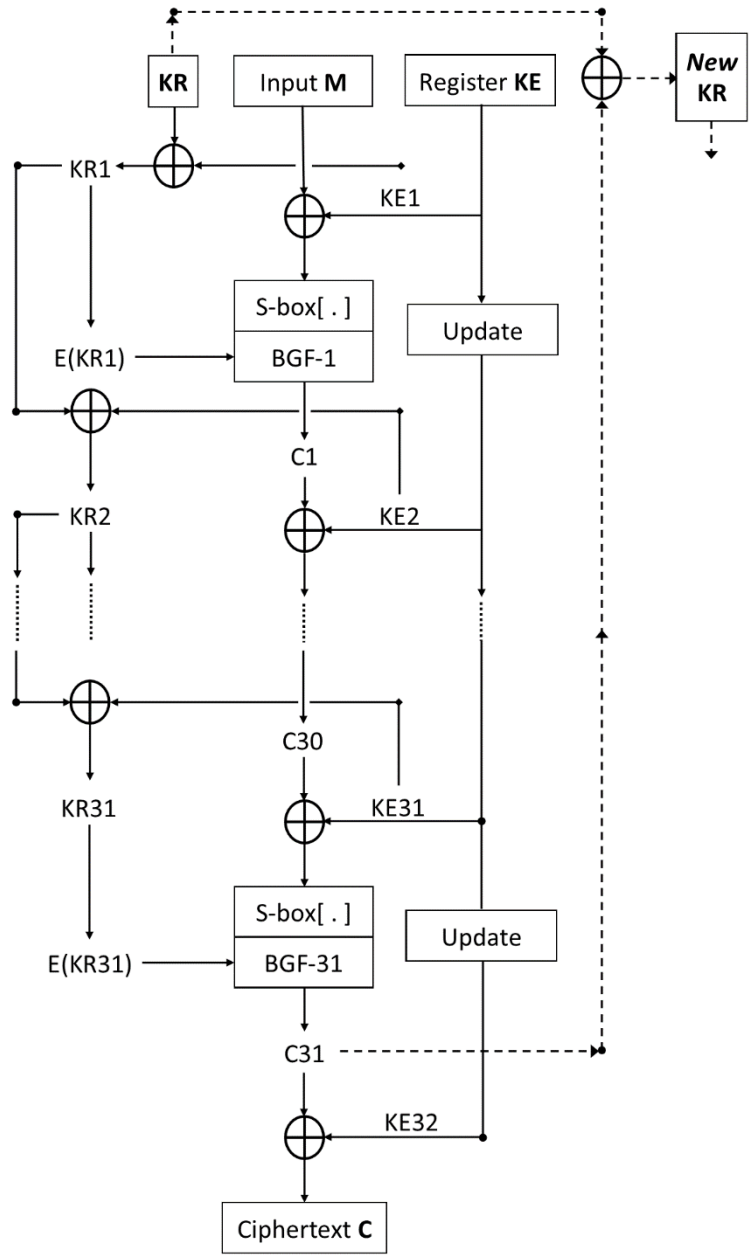 KR
Input M
Register KE
New
KR
KR1
KE1
S-box[ . ]
Update
E(KR1)
BGF-1
C1
KR2
KE2
C30
KR31
KE31
S-box[ . ]
Update
E(KR31)
BGF-31
C31
KE32
Ciphertext C